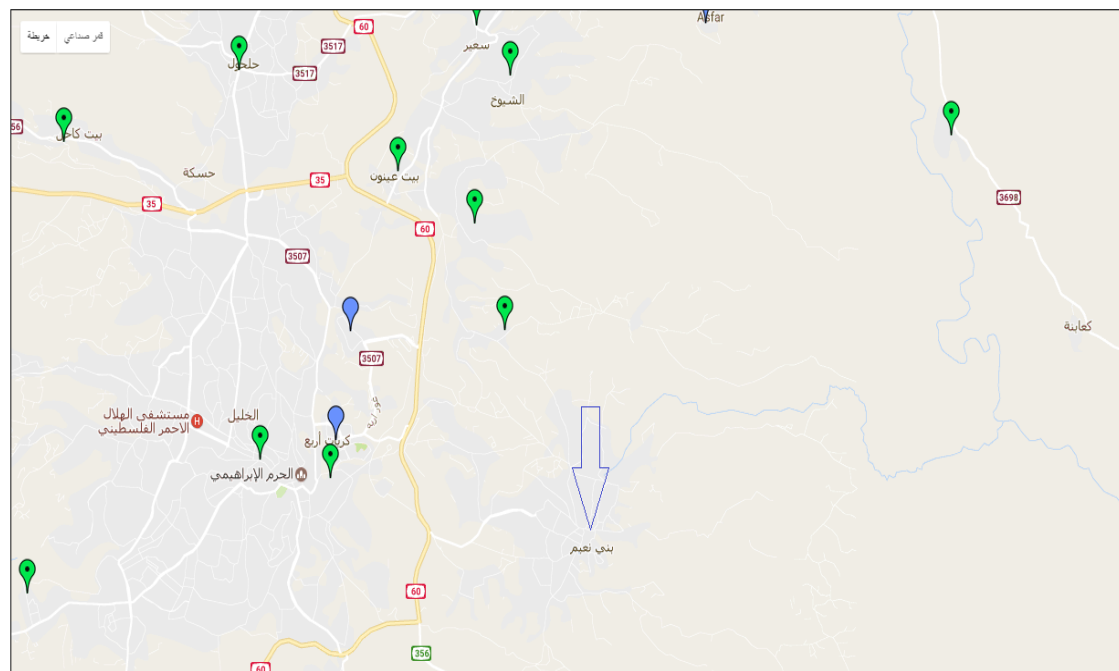 60
Asfar
سعير
قمر صناعي
خريطة
3517
حلحول
3517
الشيوخ
56
بيت كاحل
حسكة
35
بيت عينون
3698
35
60
3507
كعابنة
3507
الخليل
مستشفى الهلال
الاحمر الفلسطيني
H
كريات أربع
الحرم الإبراهيمي
بني نعيم
60
356
60